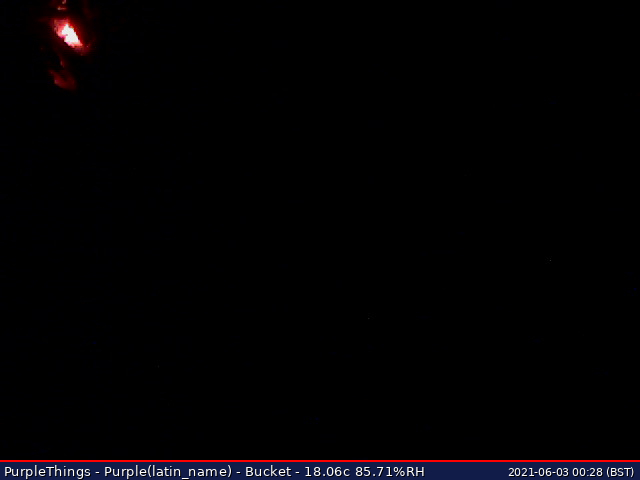 PurpleThings - Purple(latin_name) - Bucket - 18.06c 85.71%RH
2021-06-03 00:28 (BST)